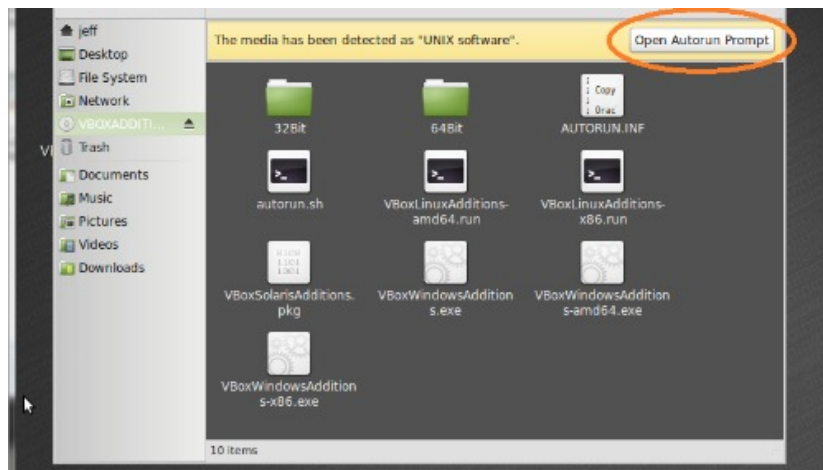 jeff
Desktop
File System
Network
VBOXADDITI...
Trash
Documents
Music
Pictures
Videos
Downloads
The media has been detected as "UNIX software".
Open Autorun Prompt
32Bit
64Bit
; Copy
; Orac
AUTORUN.INF
autorun.sh
VBoxLinuxAdditions-
amd64.run
VBoxLinuxAdditions-
x86.run
VBoxSolarisAdditions.
pkg
VBoxWindowsAddition
s.exe
VBoxWindowsAddition
s-amd64.exe
VBoxWindowsAddition
s-x86.exe
10 items